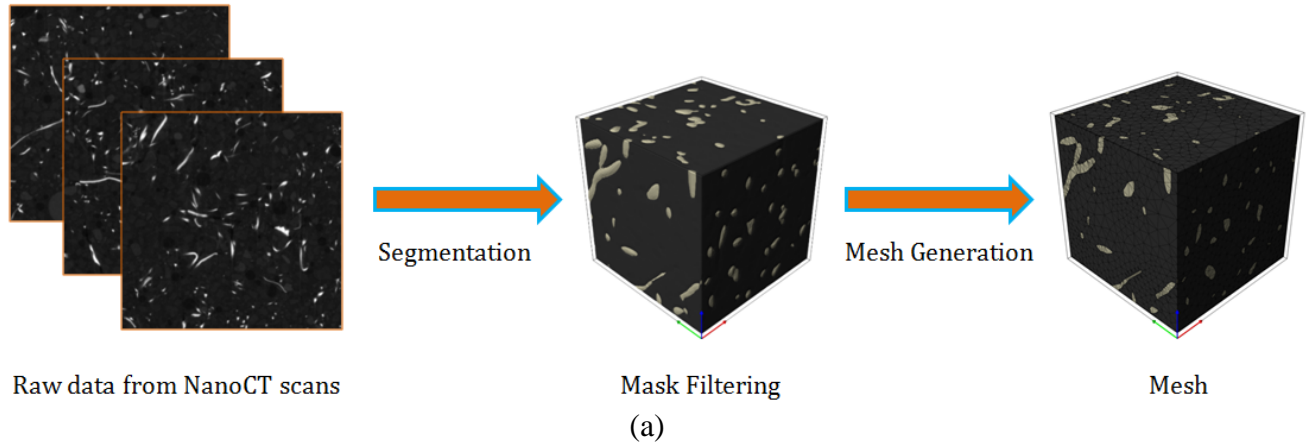 Segmentation
Mesh Generation
Raw data from NanoCT scans
Mask Filtering
Mesh
(a)